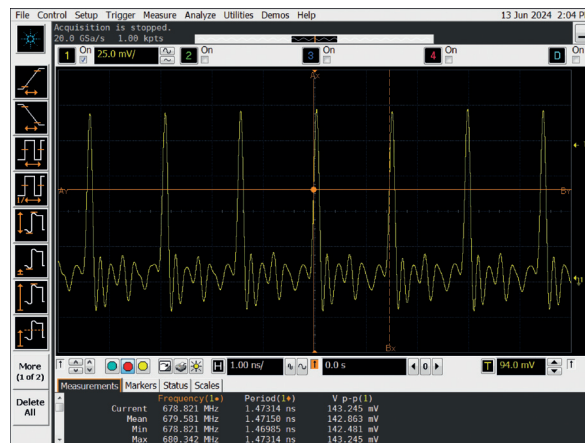 File Control Setup Trigger Measure Analyze Utilities Demos Help 13 Jun 2024 2:04 P
Acquisition is stopped.
20.0 GSa/s 1.00 kpts
1 On 25.0 mV/ 2 On 3 On 4 On D On
Ax
Ay By
Bx
More
(1 of 2)
Delete
All
H 1.00 ns/ 0.0 s 0 T 94.0 mV
Measurements Markers Status Scales
Frequency(1) Period(1) V p-p(1)
Current 678.821 MHz 1.47314 ns 143.245 mV
Mean 679.581 MHz 1.47150 ns 142.863 mV
Min 678.821 MHz 1.46985 ns 142.481 mV
Max 680.342 MHz 1.47314 ns 143.245 mV